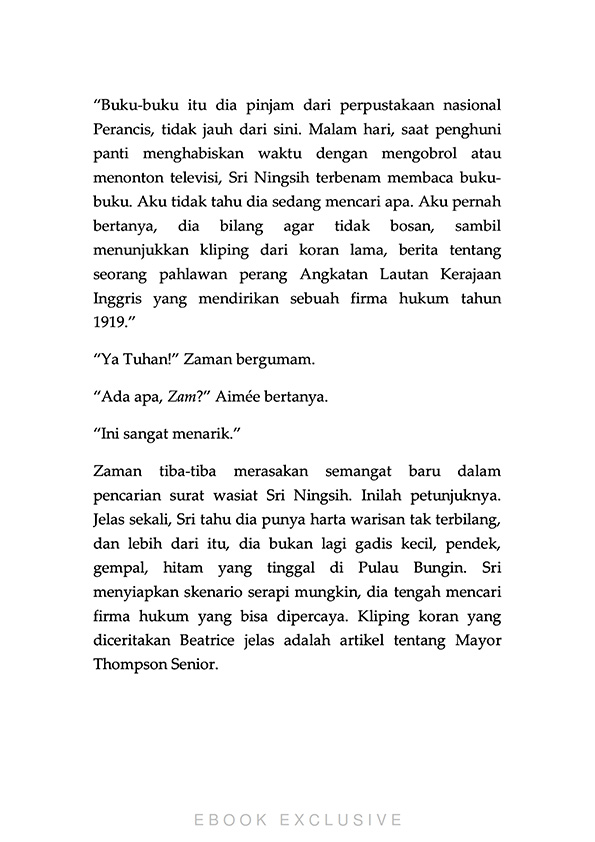 “Buku-buku itu dia pinjam dari perpustakaan nasional
Perancis, tidak jauh dari sini. Malam hari, saat penghuni
panti menghabiskan waktu dengan mengobrol atau
menonton televisi, Sri Ningsih terbenam membaca buku-
buku. Aku tidak tahu dia sedang mencari apa. Aku pernah
bertanya, dia bilang agar tidak bosan, sambil
menunjukkan kliping dari koran lama, berita tentang
seorang pahlawan perang Angkatan Lautan Kerajaan
Inggris yang mendirikan sebuah firma hukum tahun
1919.”
“Ya Tuhan!” Zaman bergumam.
“Ada apa, Zam?” Aimée bertanya.
“Ini sangat menarik.”
Zaman tiba-tiba merasakan semangat baru dalam
pencarian surat wasiat Sri Ningsih. Inilah petunjuknya.
Jelas sekali, Sri tahu dia punya harta warisan tak terbilang,
dan lebih dari itu, dia bukan lagi gadis kecil, pendek,
gempal, hitam yang tinggal di Pulau Bungin. Sri
menyiapkan skenario serapi mungkin, dia tengah mencari
firma hukum yang bisa dipercaya. Kliping koran yang
diceritakan Beatrice jelas adalah artikel tentang Mayor
Thompson Senior.
EBOOK EXCLUSIVE